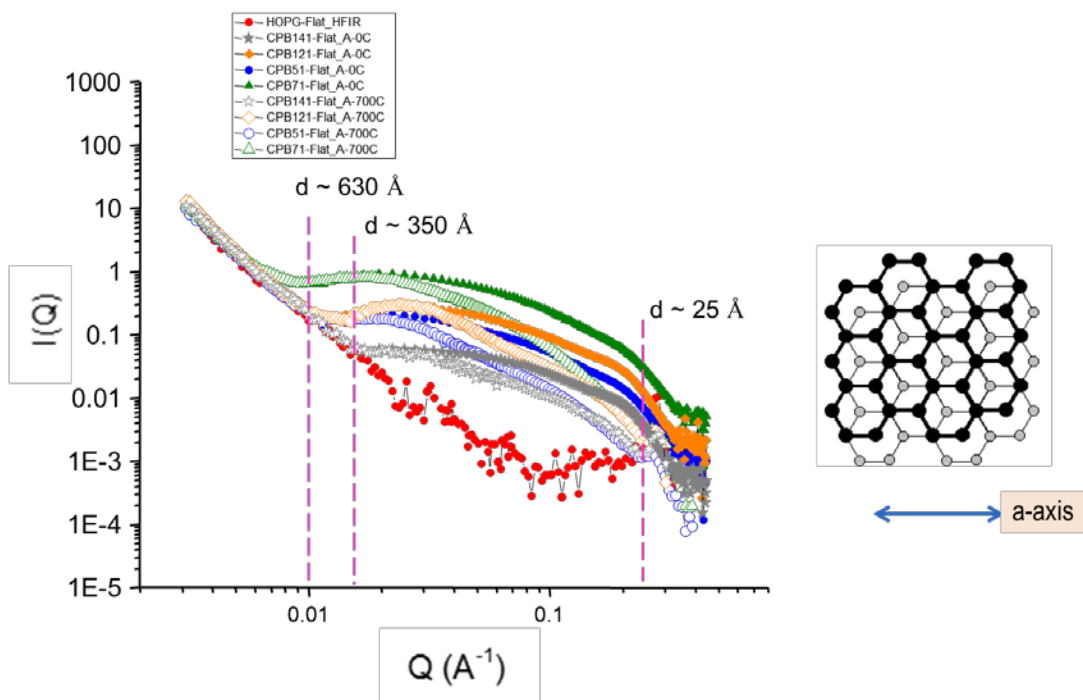 HOPG-Flat_HFIR
CPB141-Flat_A-0C
CPB121-Flat_A-0C
CPB51-Flat_A-0C
CPB71-Flat_A-0C
CPB141-Flat_A-700C
CPB121-Flat_A-700C
CPB51-Flat_A-700C
CPB71-Flat_A-700C
1000
100
10
1
0.1
0.01
1E-3
1E-4
1E-5
I(Q)
d ~ 630 Å
d ~ 350 Å
d ~ 25 Å
0.01
0.1
Q (A⁻¹)
a-axis